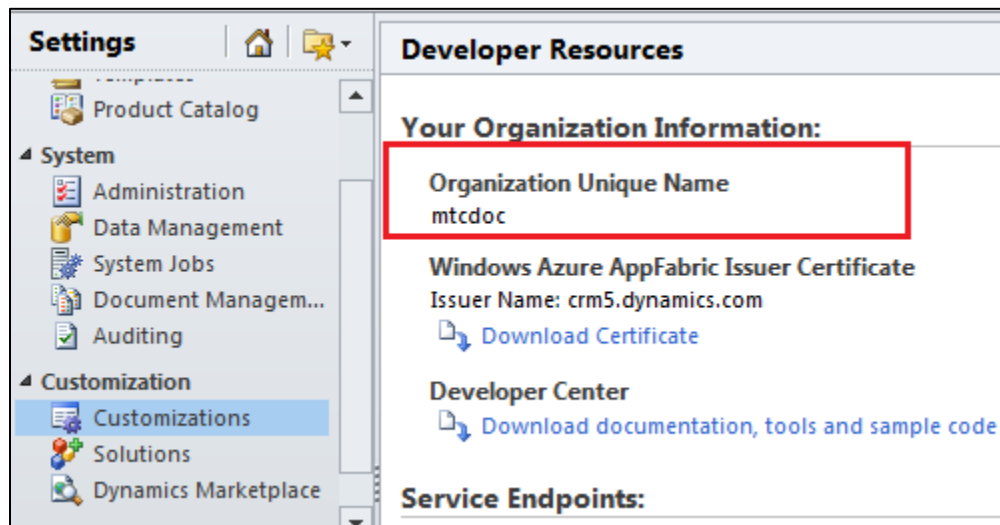 Settings
Product Catalog
System
Administration
Data Management
System Jobs
Document Managem...
Auditing
Customization
Customizations
Solutions
Dynamics Marketplace
Developer Resources
Your Organization Information:
Organization Unique Name
mtcdoc
Windows Azure AppFabric Issuer Certificate
Issuer Name: crm5.dynamics.com
Download Certificate
Developer Center
Download documentation, tools and sample code
Service Endpoints: